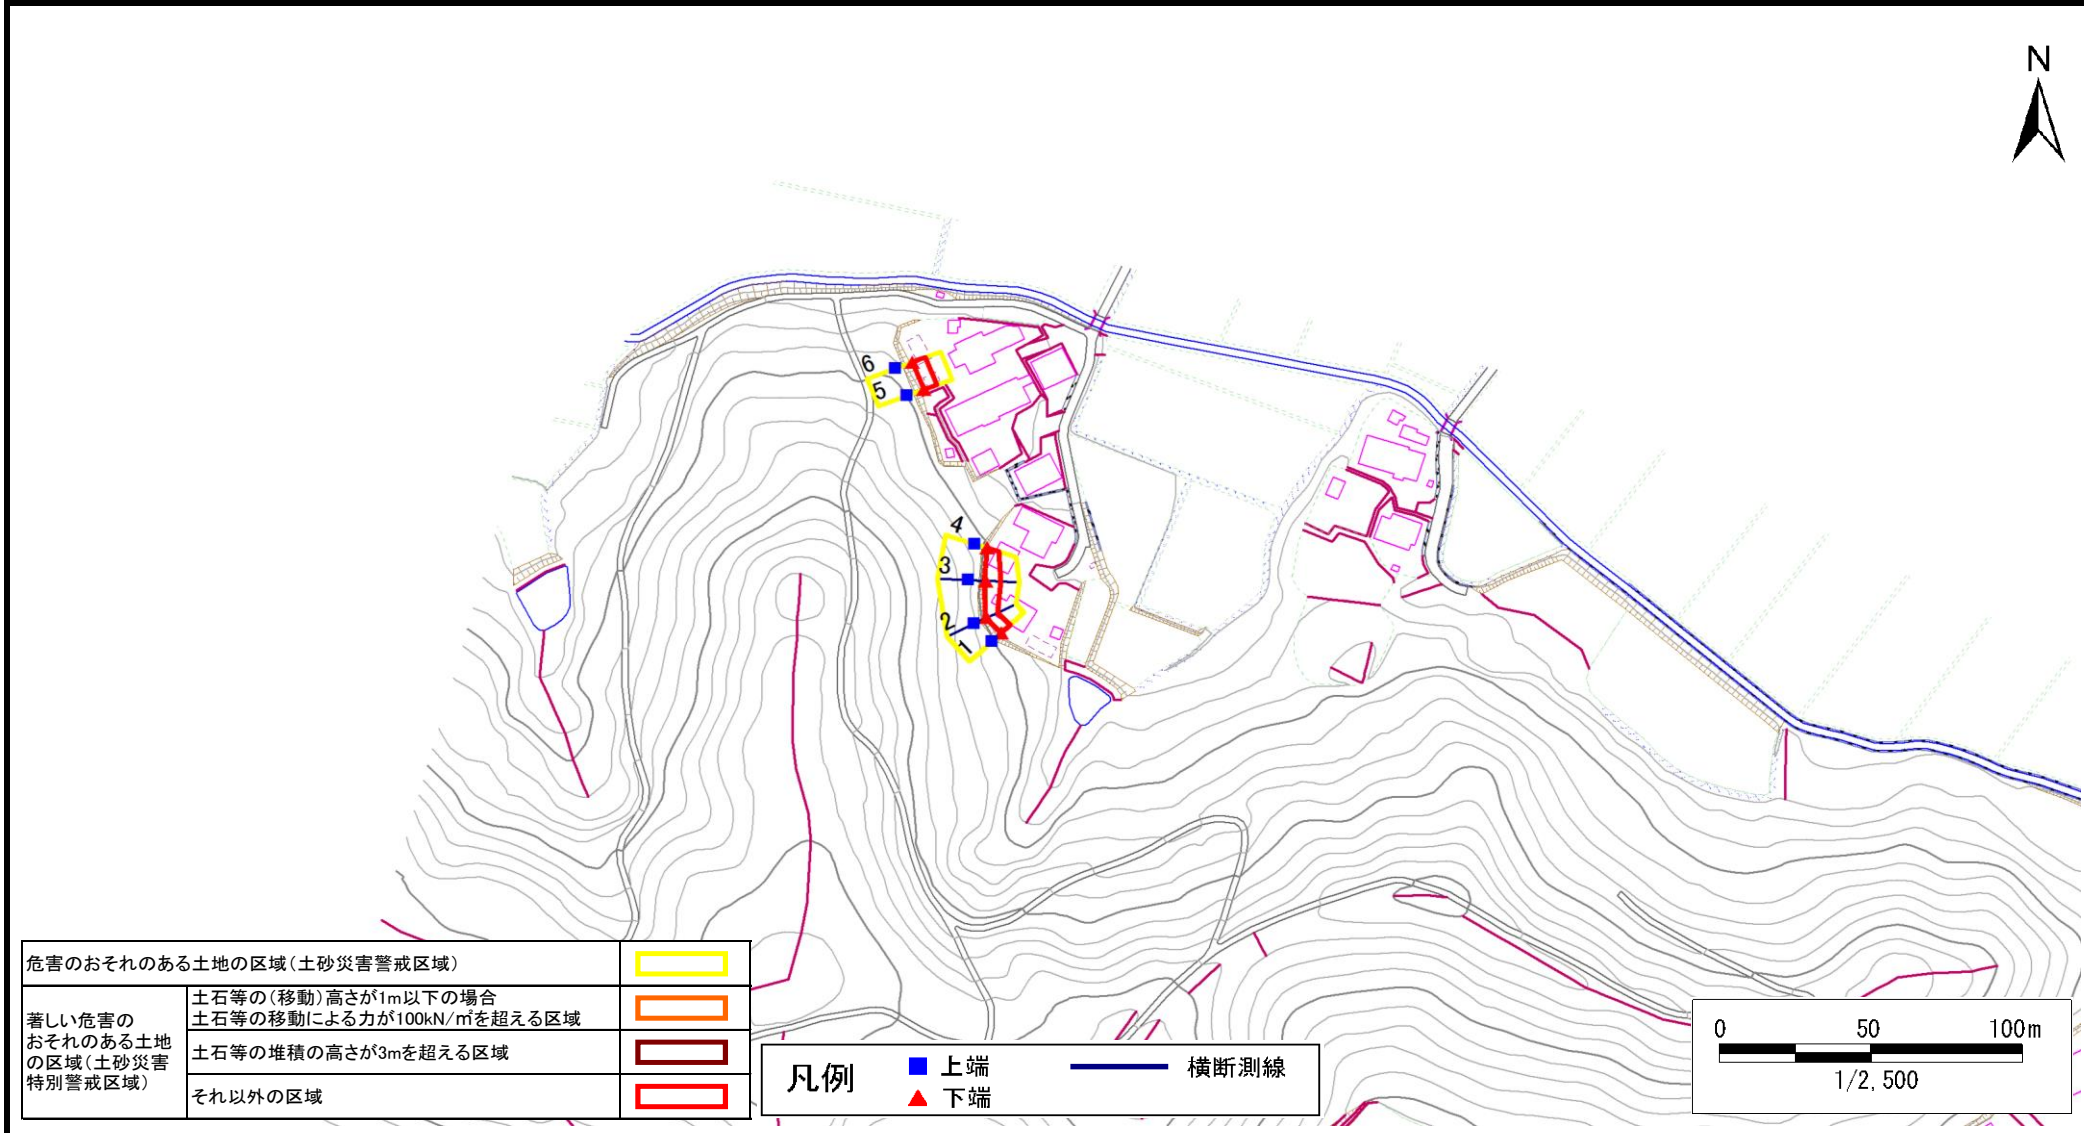 N
6
5
4
3
2
1
危害のおそれのある土地の区域(土砂災害警戒区域)
著しい危害の
おそれのある土地
の区域(土砂災害
特別警戒区域)
土石等の(移動)高さが1m以下の場合
土石等の移動による力が100kN/㎡を超える区域
土石等の堆積の高さが3mを超える区域
それ以外の区域
凡例
上端
下端
横断測線
0 50 100m
1/2,500